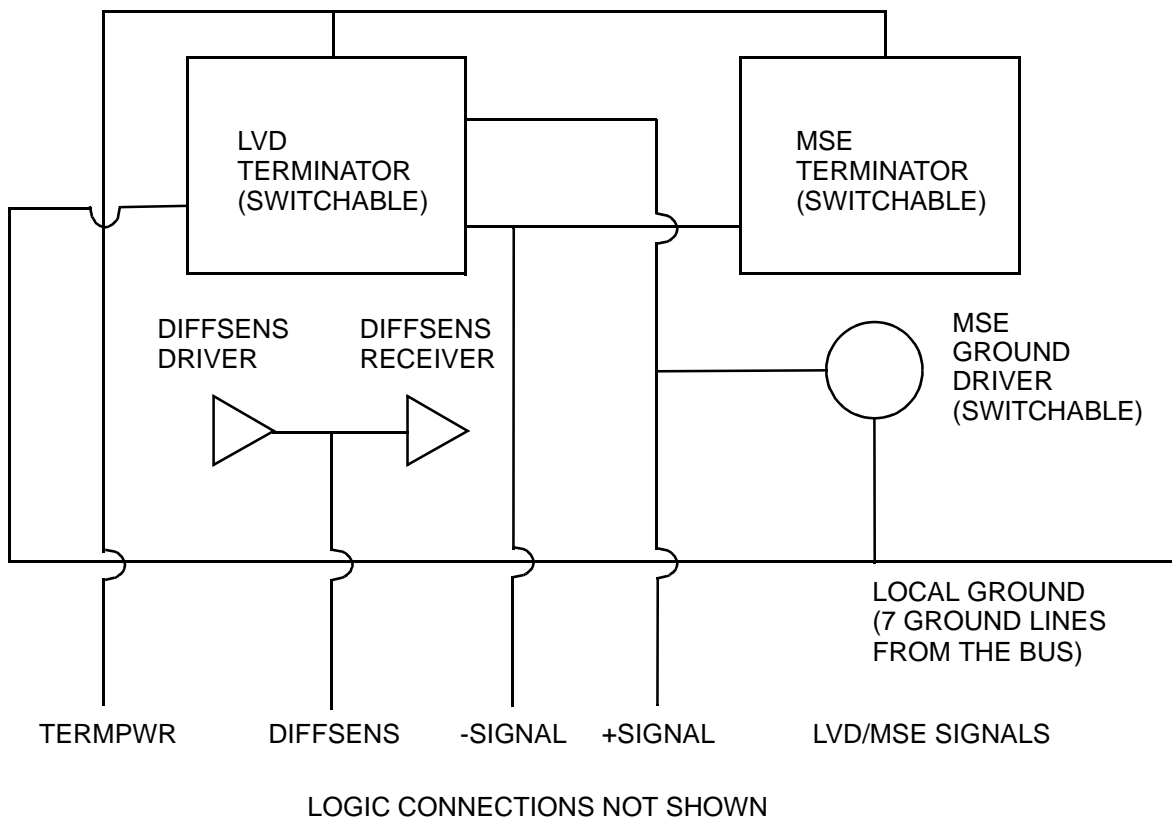 LVD
TERMINATOR
(SWITCHABLE)
MSE
TERMINATOR
(SWITCHABLE)
DIFFSENS
DRIVER
DIFFSENS
RECEIVER
MSE
GROUND
DRIVER
(SWITCHABLE)
LOCAL GROUND
(7 GROUND LINES
FROM THE BUS)
TERMPWR
DIFFSENS
-SIGNAL
+SIGNAL
LVD/MSE SIGNALS
LOGIC CONNECTIONS NOT SHOWN